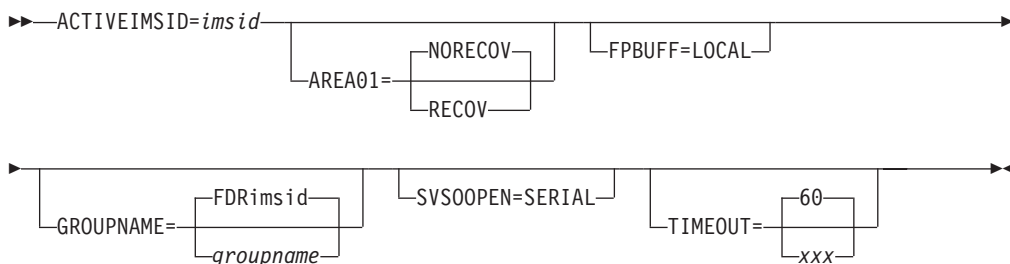 ACTIVEIMSID=imsid
NORECOV
AREA01=
RECOV
FPBUFF=LOCAL
FDRimsid
GROUPNAME=
groupname
SVSOOPEN=SERIAL
60
TIMEOUT=
xxx